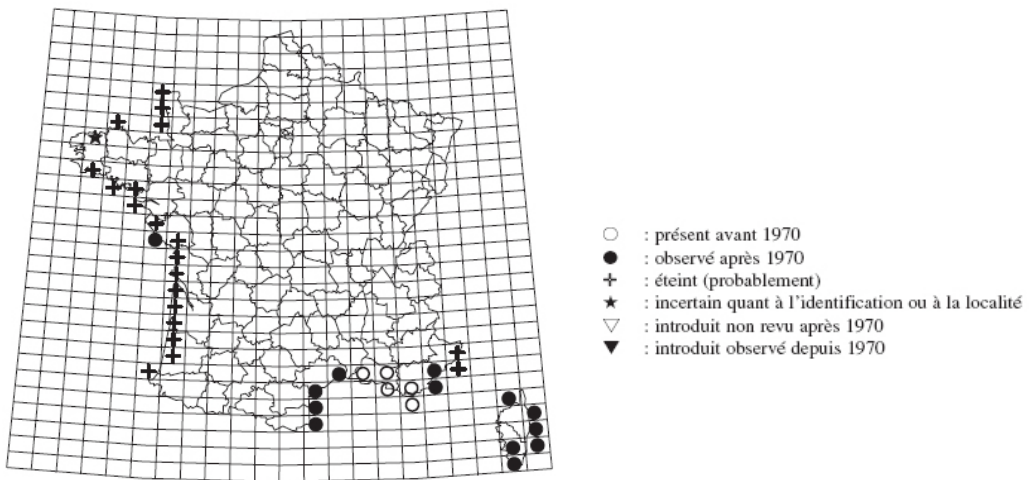 ○ : présent avant 1970
● : observé après 1970
+ : éteint (probablement)
★ : incertain quant à l'identification ou à la localité
▽ : introduit non revu après 1970
▼ : introduit observé depuis 1970